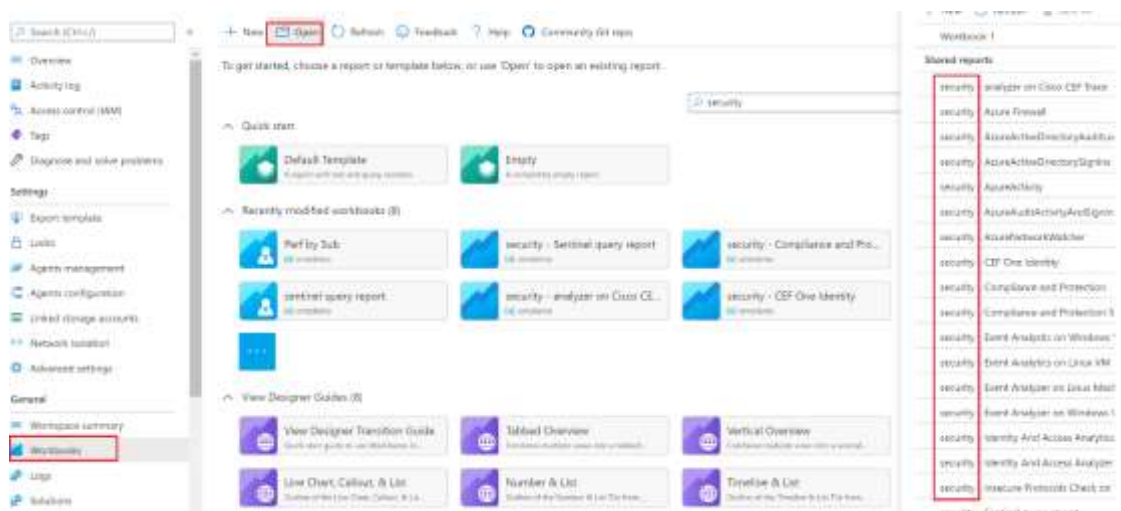 Search (Ctrl+/)
Overview
Activity log
Access control (IAM)
Tags
Diagnose and solve problems
Settings
Export template
Locks
Agents management
Agents configuration
Linked storage accounts
Network Isolation
Advanced settings
General
Workspace summary
Workbooks
Logs
Solutions
New
Open
Refresh
Feedback
Help
Community Git repo
To get started, choose a report or template below, or use 'Open' to open an existing report.
security
Quick start
Default Template
Empty
A completely empty report.
Recently modified workbooks (8)
Perf by Sub
security - Sentinel query report
security - Compliance and Pro...
sentinel query report
security - analyzer on Cisco CE...
security - CEF One Identity
View Designer Guides (8)
View Designer Transition Guide
Tabbed Overview
Vertical Overview
Line Chart, Callout, & List
Number & List
Timeline & List
Workbook 1
Shared reports
security analyzer on Cisco CEF Trace
security Azure Firewall
security AzureActiveDirectoryAuditLo
security AzureActiveDirectorySignins
security AzureActivity
security AzureAuditActivityAndSignin
security AzureNetworkWatcher
security CEF One Identity
security Compliance and Protection
security Compliance and Protection
security Event Analytics on Windows
security Event Analytics on Linux VM
security Event Analyzer on Linux Mach
security Event Analyzer on Windows
security Identity And Access Analytics
security Identity And Access Analyzer
security Insecure Protocols Check on